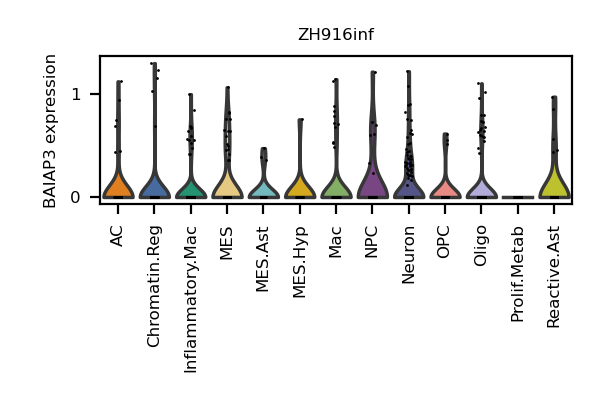 ZH916inf
BAIAP3 expression
1
0
AC
Chromatin.Reg
Inflammatory.Mac
MES
MES.Ast
MES.Hyp
Mac
NPC
Neuron
OPC
Oligo
Prolif.Metab
Reactive.Ast